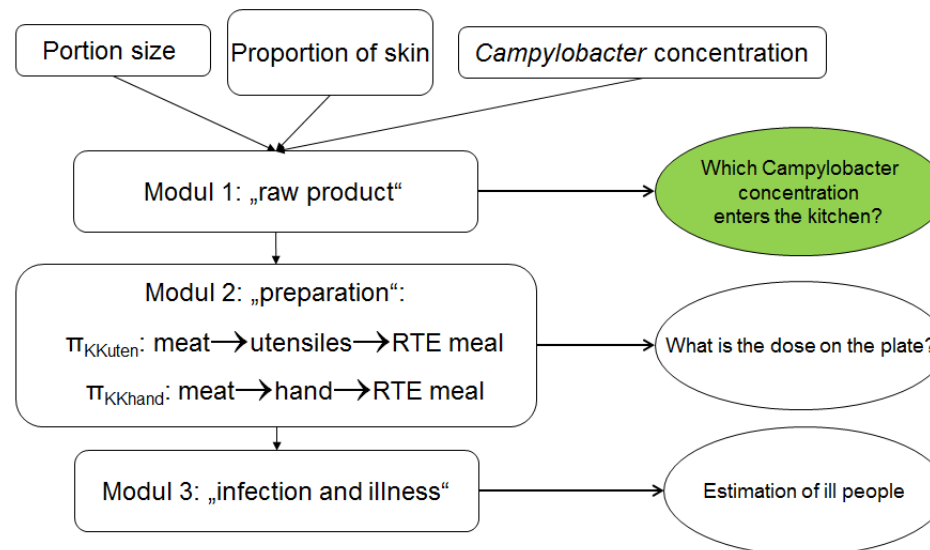 Portion size
Proportion of skin
Campylobacter concentration
Modul 1: „raw product“
Which Campylobacter
concentration
enters the kitchen?
Modul 2: „preparation“:
πKKuten: meat→utensiles→RTE meal
πKKhand: meat→hand→RTE meal
What is the dose on the plate?
Modul 3: „infection and illness“
Estimation of ill people